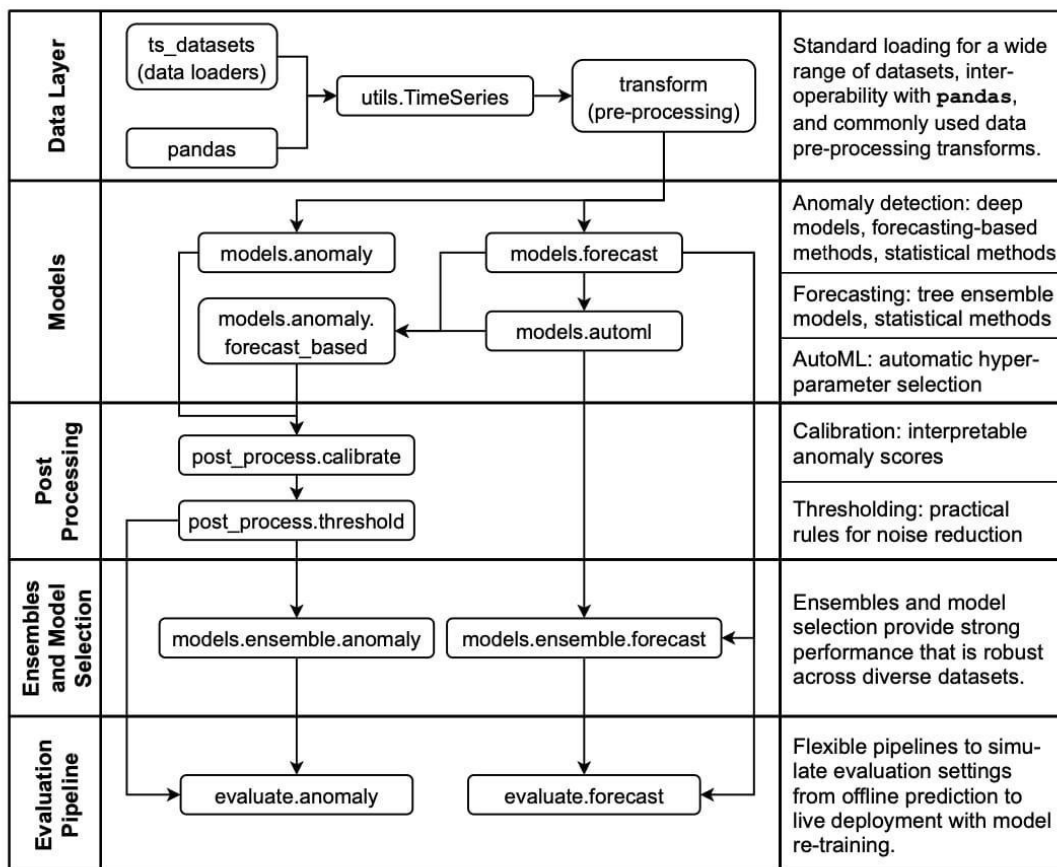 Data Layer
ts_datasets
(data loaders)
pandas
utils.TimeSeries
transform
(pre-processing)
Standard loading for a wide
range of datasets, inter-
operability with pandas,
and commonly used data
pre-processing transforms.
Models
models.anomaly
models.forecast
models.anomaly.
forecast_based
models.automl
Anomaly detection: deep
models, forecasting-based
methods, statistical methods
Forecasting: tree ensemble
models, statistical methods
AutoML: automatic hyper-
parameter selection
Post
Processing
post_process.calibrate
post_process.threshold
Calibration: interpretable
anomaly scores
Thresholding: practical
rules for noise reduction
Ensembles
and Model
Selection
models.ensemble.anomaly
models.ensemble.forecast
Ensembles and model
selection provide strong
performance that is robust
across diverse datasets.
Evaluation
Pipeline
evaluate.anomaly
evaluate.forecast
Flexible pipelines to simu-
late evaluation settings
from offline prediction to
live deployment with model
re-training.